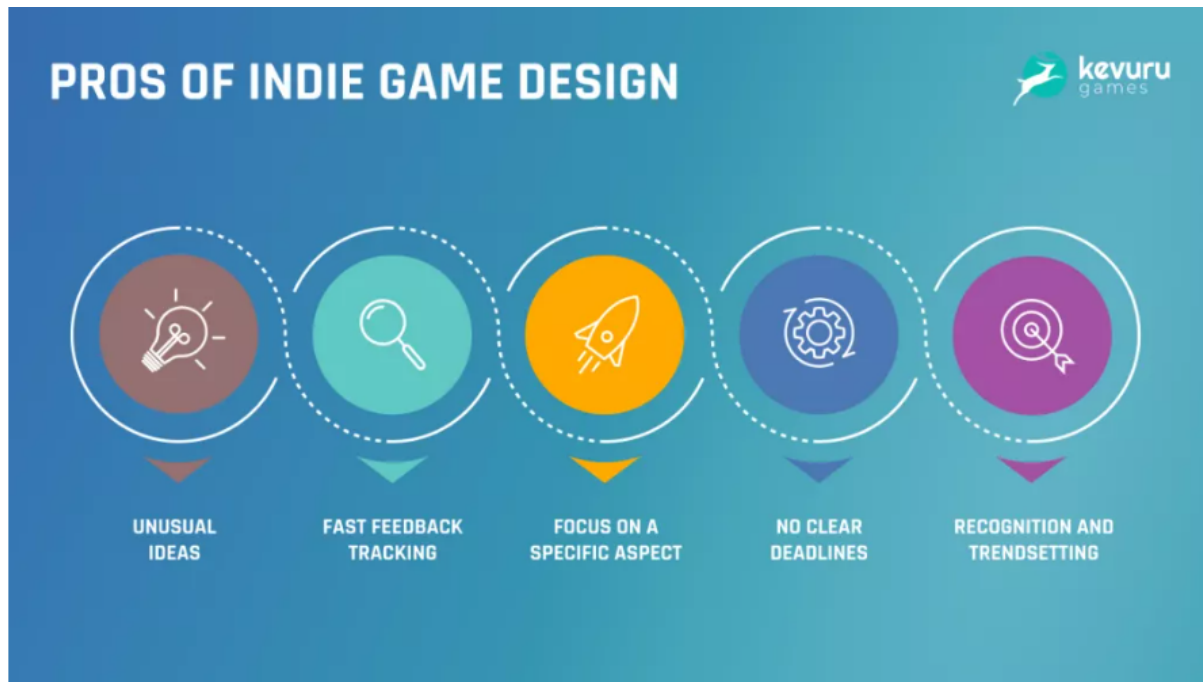 PROS OF INDIE GAME DESIGN
kevuru
games
UNUSUAL
IDEAS
FAST FEEDBACK
TRACKING
FOCUS ON A
SPECIFIC ASPECT
NO CLEAR
DEADLINES
RECOGNITION AND
TRENDSETTING